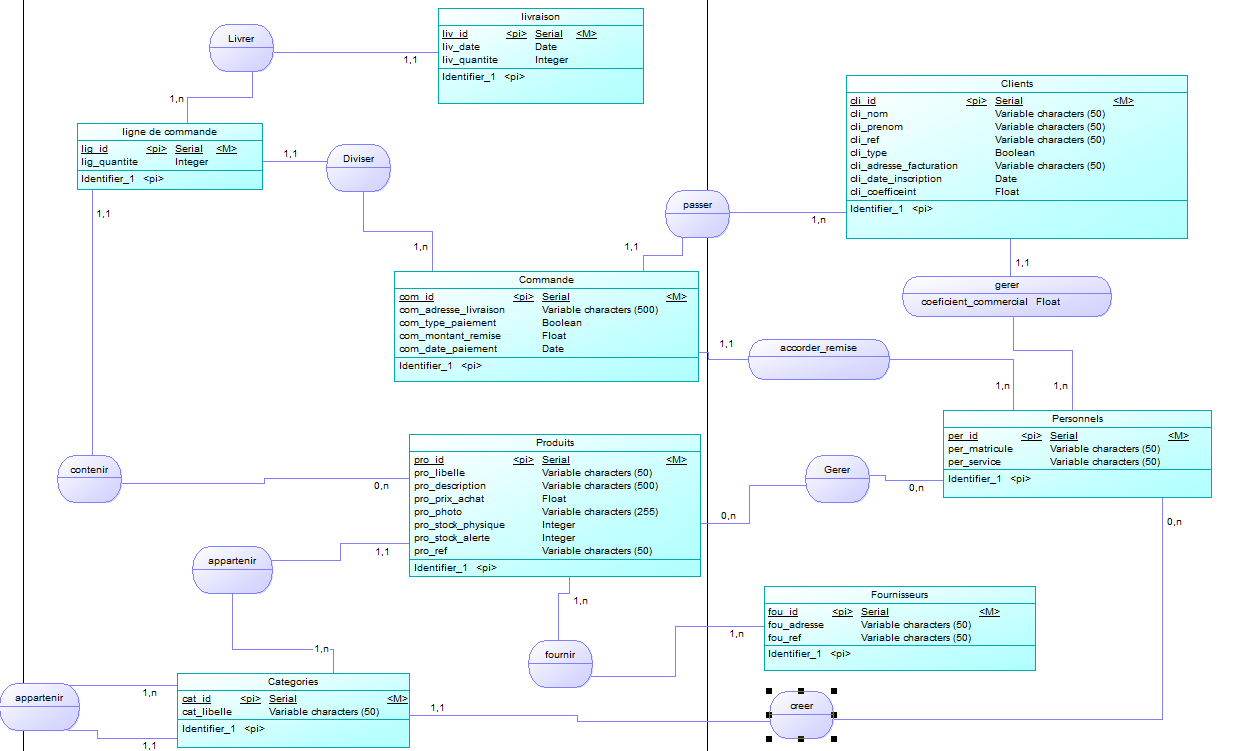 livraison
liv_id <pi> Serial <M>
liv_date Date
liv_quantite Integer
Identifier_1 <pi>
Livrer
1,1
1,n
Clients
cli_id <pi> Serial <M>
cli_nom Variable characters (50)
cli_prenom Variable characters (50)
cli_ref Variable characters (50)
cli_type Boolean
cli_adresse_facturation Variable characters (50)
cli_date_inscription Date
cli_coefficeint Float
Identifier_1 <pi>
ligne de commande
lig_id <pi> Serial <M>
lig_quantite Integer
Identifier_1 <pi>
1,1
Diviser
1,1
1,n
passer
1,n
1,1
1,1
gerer
coeficient_commercial Float
Commande
com_id <pi> Serial <M>
com_adresse_livraison Variable characters (500)
com_type_paiement Boolean
com_montant_remise Float
com_date_paiement Date
Identifier_1 <pi>
1,1
accorder_remise
1,n
1,n
Personnels
per_id <pi> Serial <M>
per_matricule Variable characters (50)
per_service Variable characters (50)
Identifier_1 <pi>
Produits
pro_id <pi> Serial <M>
pro_libelle Variable characters (50)
pro_description Variable characters (500)
pro_prix_achat Float
pro_photo Variable characters (255)
pro_stock_physique Integer
pro_stock_alerte Integer
pro_ref Variable characters (50)
Identifier_1 <pi>
contenir
0,n
Gerer
0,n
0,n
0,n
appartenir
1,1
1,n
1,n
fournir
1,n
Fournisseurs
fou_id <pi> Serial <M>
fou_adresse Variable characters (50)
fou_ref Variable characters (50)
Identifier_1 <pi>
Categories
cat_id <pi> Serial <M>
cat_libelle Variable characters (50)
Identifier_1 <pi>
appartenir
1,n
1,1
1,1
creer